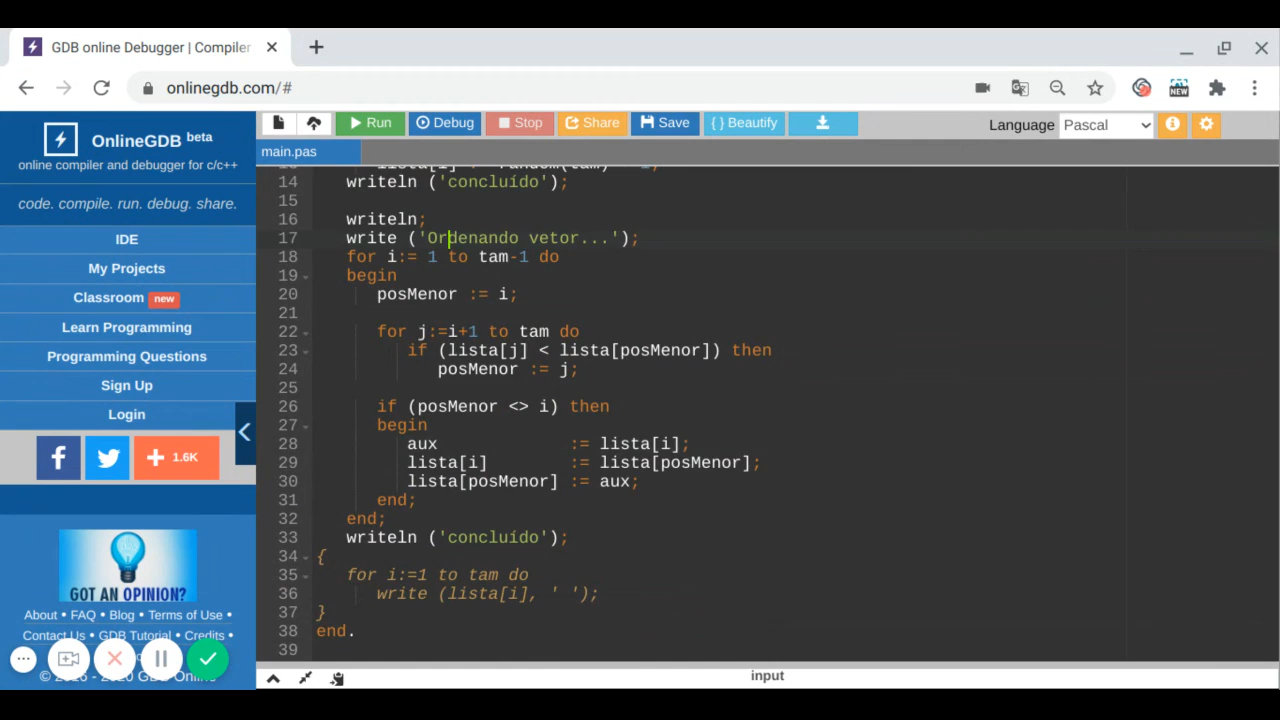 GDB online Debugger | Compiler
onlinegdb.com/#
NEW
OnlineGDB beta
online compiler and debugger for c/c++
code. compile. run. debug. share.
IDE
My Projects
Classroom new
Learn Programming
Programming Questions
Sign Up
Login
1.6K
GOT AN OPINION?
About • FAQ • Blog • Terms of Use •
Contact Us • GDB Tutorial • Credits •
Run Debug Stop Share Save { } Beautify
Language Pascal
main.pas
14 writeln ('concluído');
15
16 writeln;
17 write ('Ordenando vetor...');
18 for i:= 1 to tam-1 do
19 begin
20 posMenor := i;
21
22 for j:=i+1 to tam do
23 if (lista[j] < lista[posMenor]) then
24 posMenor := j;
25
26 if (posMenor <> i) then
27 begin
28 aux := lista[i];
29 lista[i] := lista[posMenor];
30 lista[posMenor] := aux;
31 end;
32 end;
33 writeln ('concluído');
34 {
35 for i:=1 to tam do
36 write (lista[i], ' ');
37 }
38 end.
39
input